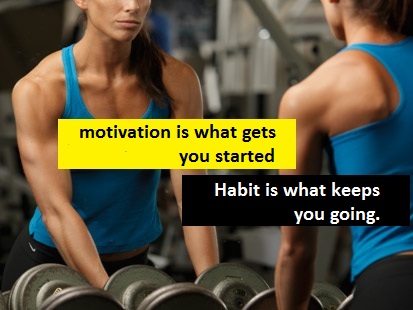 motivation is what gets
you started
Habit is what keeps
you going.